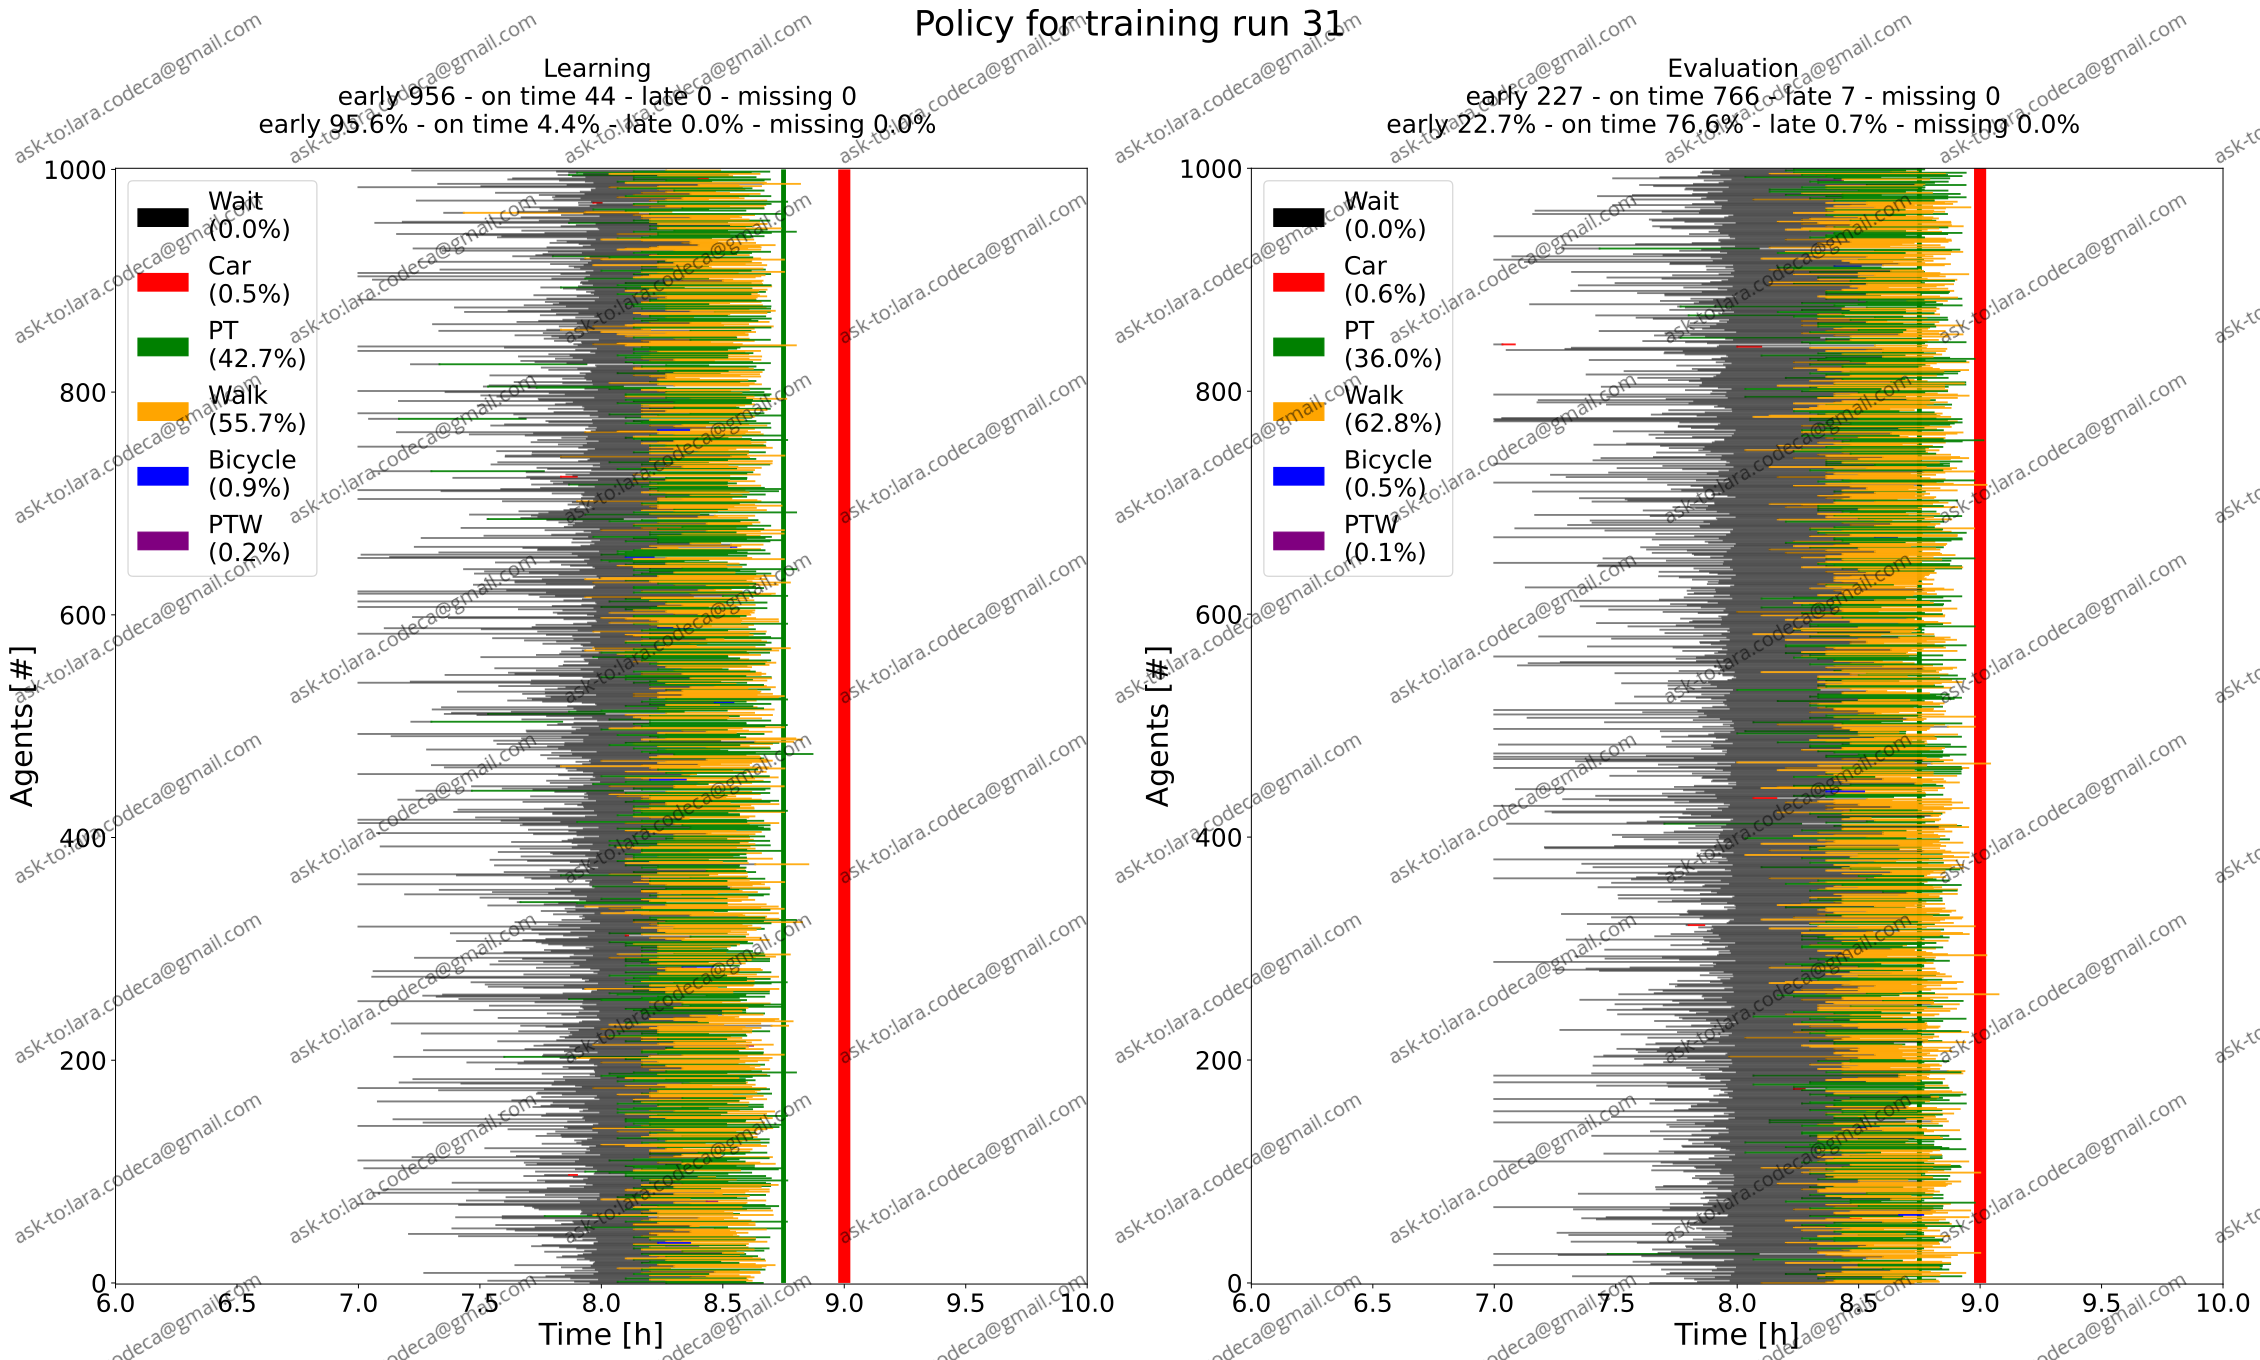 Policy for training run 31
Learning
early 956 - on time 44 - late 0 - missing 0
early 95.6% - on time 4.4% - late 0.0% - missing 0.0%
Wait
(0.0%)
Car
(0.5%)
PT
(42.7%)
Walk
(55.7%)
Bicycle
(0.9%)
PTW
(0.2%)
Agents [#]
1000
800
600
400
200
0
6.0 6.5 7.0 7.5 8.0 8.5 9.0 9.5 10.0
Time [h]
Evaluation
early 227 - on time 766 - late 7 - missing 0
early 22.7% - on time 76.6% - late 0.7% - missing 0.0%
Wait
(0.0%)
Car
(0.6%)
PT
(36.0%)
Walk
(62.8%)
Bicycle
(0.5%)
PTW
(0.1%)
Agents [#]
1000
800
600
400
200
0
6.0 6.5 7.0 7.5 8.0 8.5 9.0 9.5 10.0
Time [h]
ask-to:lara.codeca@gmail.com